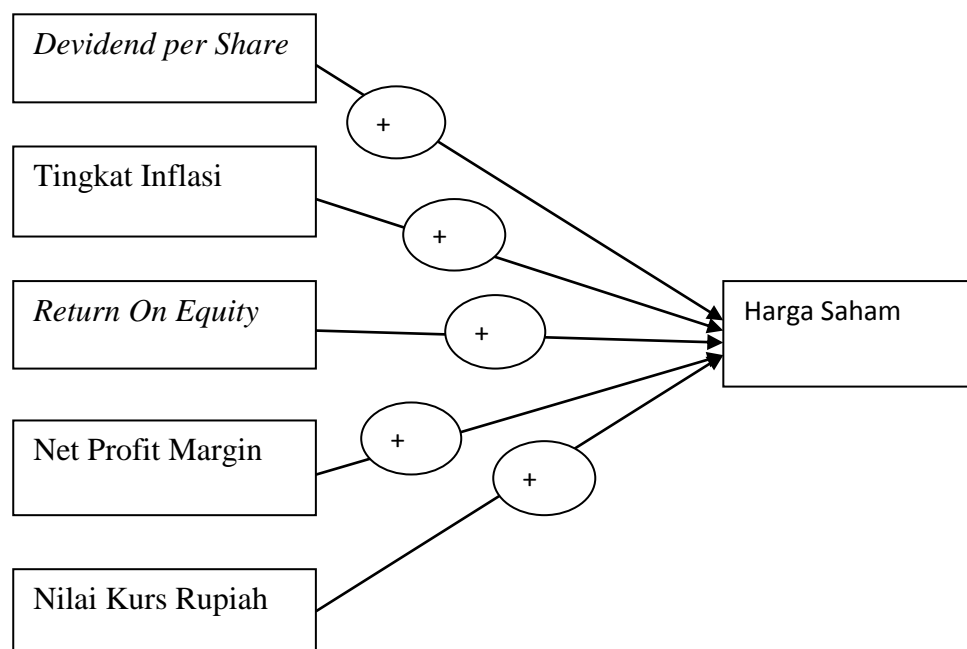 Devidend per Share
+
Tingkat Inflasi
+
Return On Equity
+
Harga Saham
Net Profit Margin
+
+
Nilai Kurs Rupiah